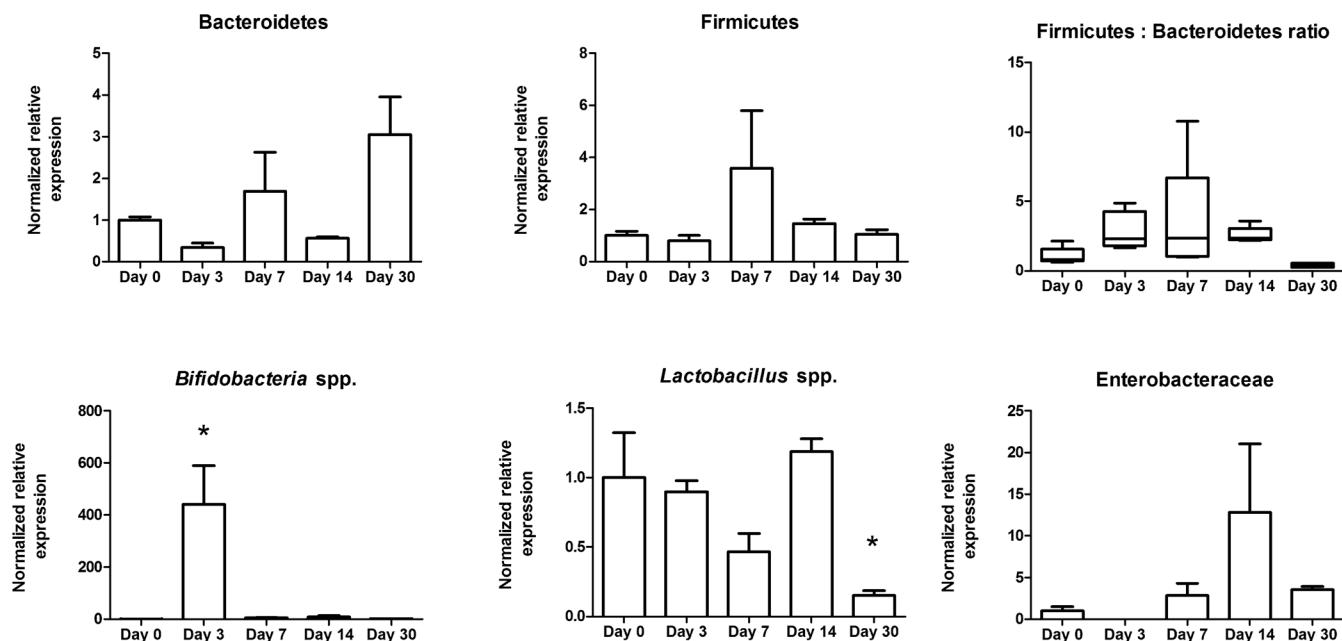 Bacteroidetes
Normalized relative
expression
5
4
3
2
1
0
Day 0 Day 3 Day 7 Day 14 Day 30
Firmicutes
Normalized relative
expression
8
6
4
2
0
Day 0 Day 3 Day 7 Day 14 Day 30
Firmicutes : Bacteroidetes ratio
15
10
5
0
Day 0 Day 3 Day 7 Day 14 Day 30
Bifidobacteria spp.
Normalized relative
expression
800
600
400
200
0
*
Day 0 Day 3 Day 7 Day 14 Day 30
Lactobacillus spp.
Normalized relative
expression
1.5
1.0
0.5
0.0
*
Day 0 Day 3 Day 7 Day 14 Day 30
Enterobacteraceae
Normalized relative
expression
25
20
15
10
5
0
Day 0 Day 3 Day 7 Day 14 Day 30